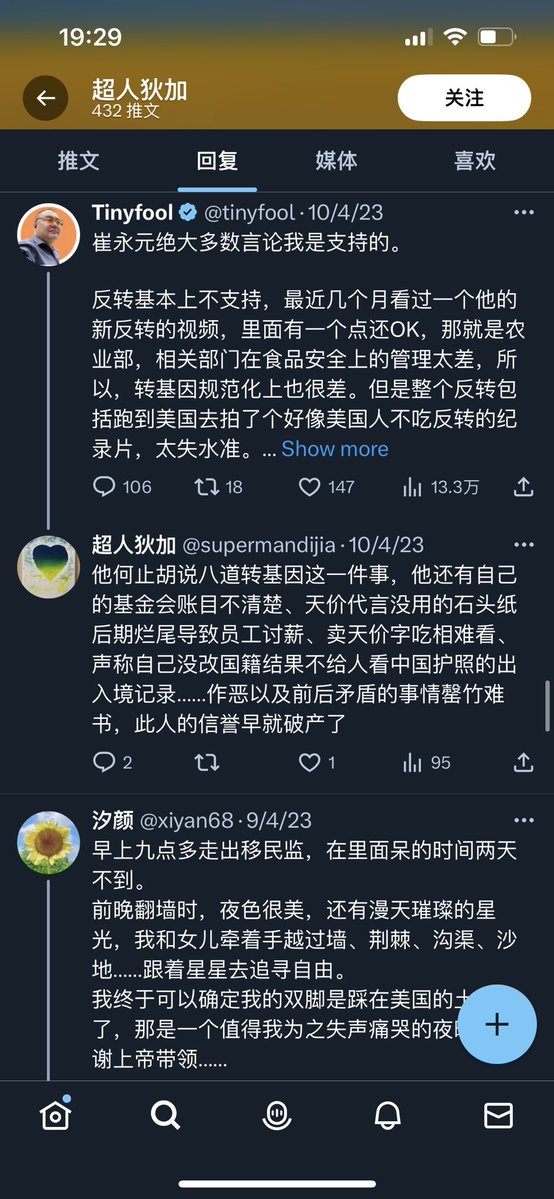 19:29
超人狄加
432 推文
关注
推文
回复
媒体
喜欢
Tinyfool @tinyfool · 10/4/23
崔永元绝大多数言论我是支持的。
反转基本上不支持，最近几个月看过一个他的
新反转的视频，里面有一个点还OK，那就是农
业部，相关部门在食品安全上的管理太差，所
以，转基因规范化上也很差。但是整个反转包
括跑到美国去拍了个好像美国人不吃反转的纪
录片，太失水准。... Show more
106 18 147 13.3万
超人狄加 @supermandijia · 10/4/23
他何止胡说八道转基因这一件事，他还有自己
的基金会账目不清楚、天价代言没用的石头纸
后期烂尾导致员工讨薪、卖天价字吃相难看、
声称自己没改国籍结果不给人看中国护照的出
入境记录......作恶以及前后矛盾的事情罄竹难
书，此人的信誉早就破产了
2 1 95
汐颜 @xiyan68 · 9/4/23
早上九点多走出移民监，在里面呆的时间两天
不到。
前晚翻墙时，夜色很美，还有漫天璀璨的星
光，我和女儿牵着手越过墙、荆棘、沟渠、沙
地......跟着星星去追寻自由。
我终于可以确定我的双脚是踩在美国的土
了，那是一个值得我为之失声痛哭的夜
谢上帝带领......